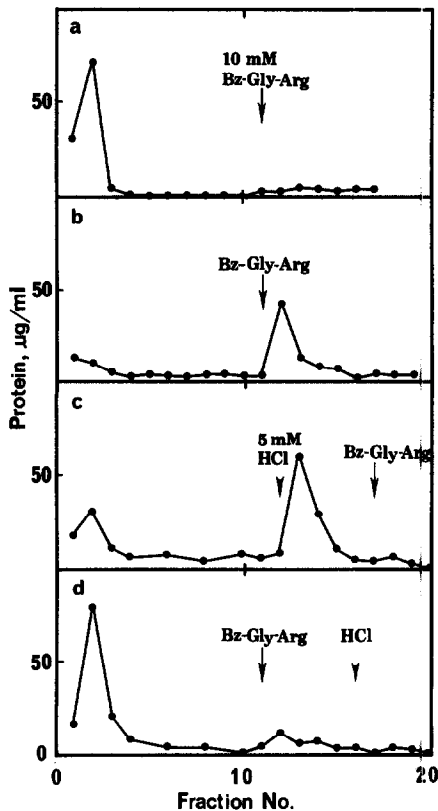 a
10 mM
Bz-Gly-Arg
50
b
Bz-Gly-Arg
50
c
5 mM
HCl
Bz-Gly-Arg
50
d
Bz-Gly-Arg
HCl
50
0
0
10
20
Protein, µg/ml
Fraction No.